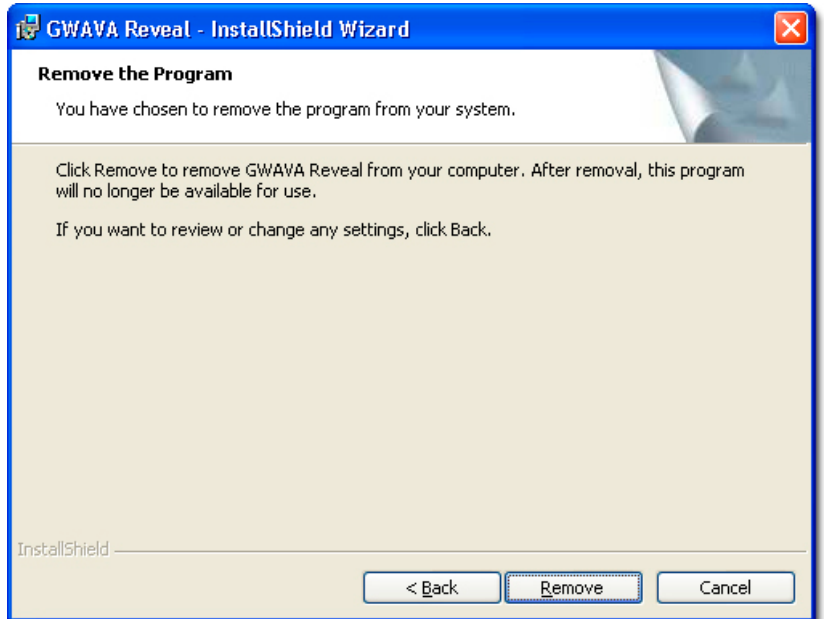 GWAVA Reveal - InstallShield Wizard
Remove the Program
You have chosen to remove the program from your system.
Click Remove to remove GWAVA Reveal from your computer. After removal, this program
will no longer be available for use.
If you want to review or change any settings, click Back.
InstallShield
< Back
Remove
Cancel